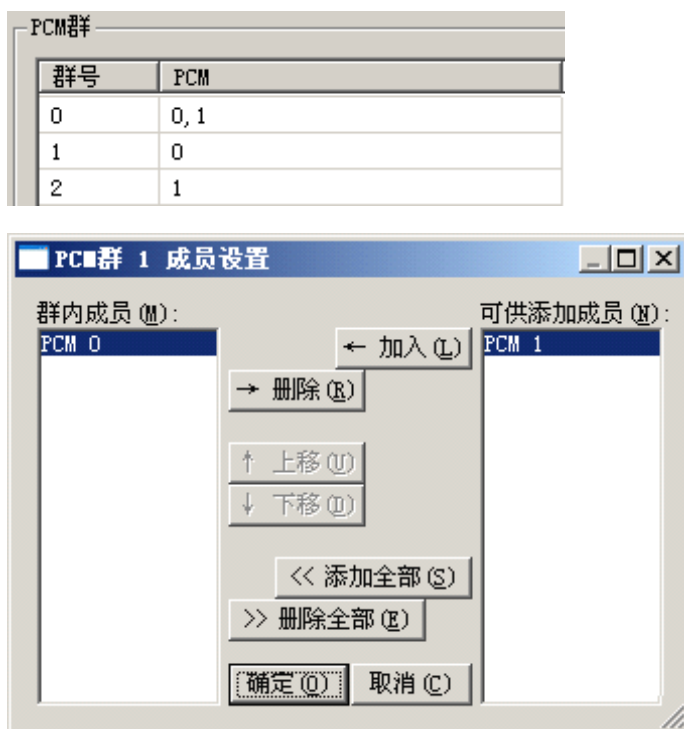 PCM群
群号 PCM
0 0,1
1 0
2 1
PCM群 1 成员设置
群内成员(M): 可供添加成员(N):
PCM 0 ← 加入(L) PCM 1
→ 删除(R)
↑ 上移(U)
↓ 下移(D)
<< 添加全部(S)
>> 删除全部(E)
确定(O) 取消(C)